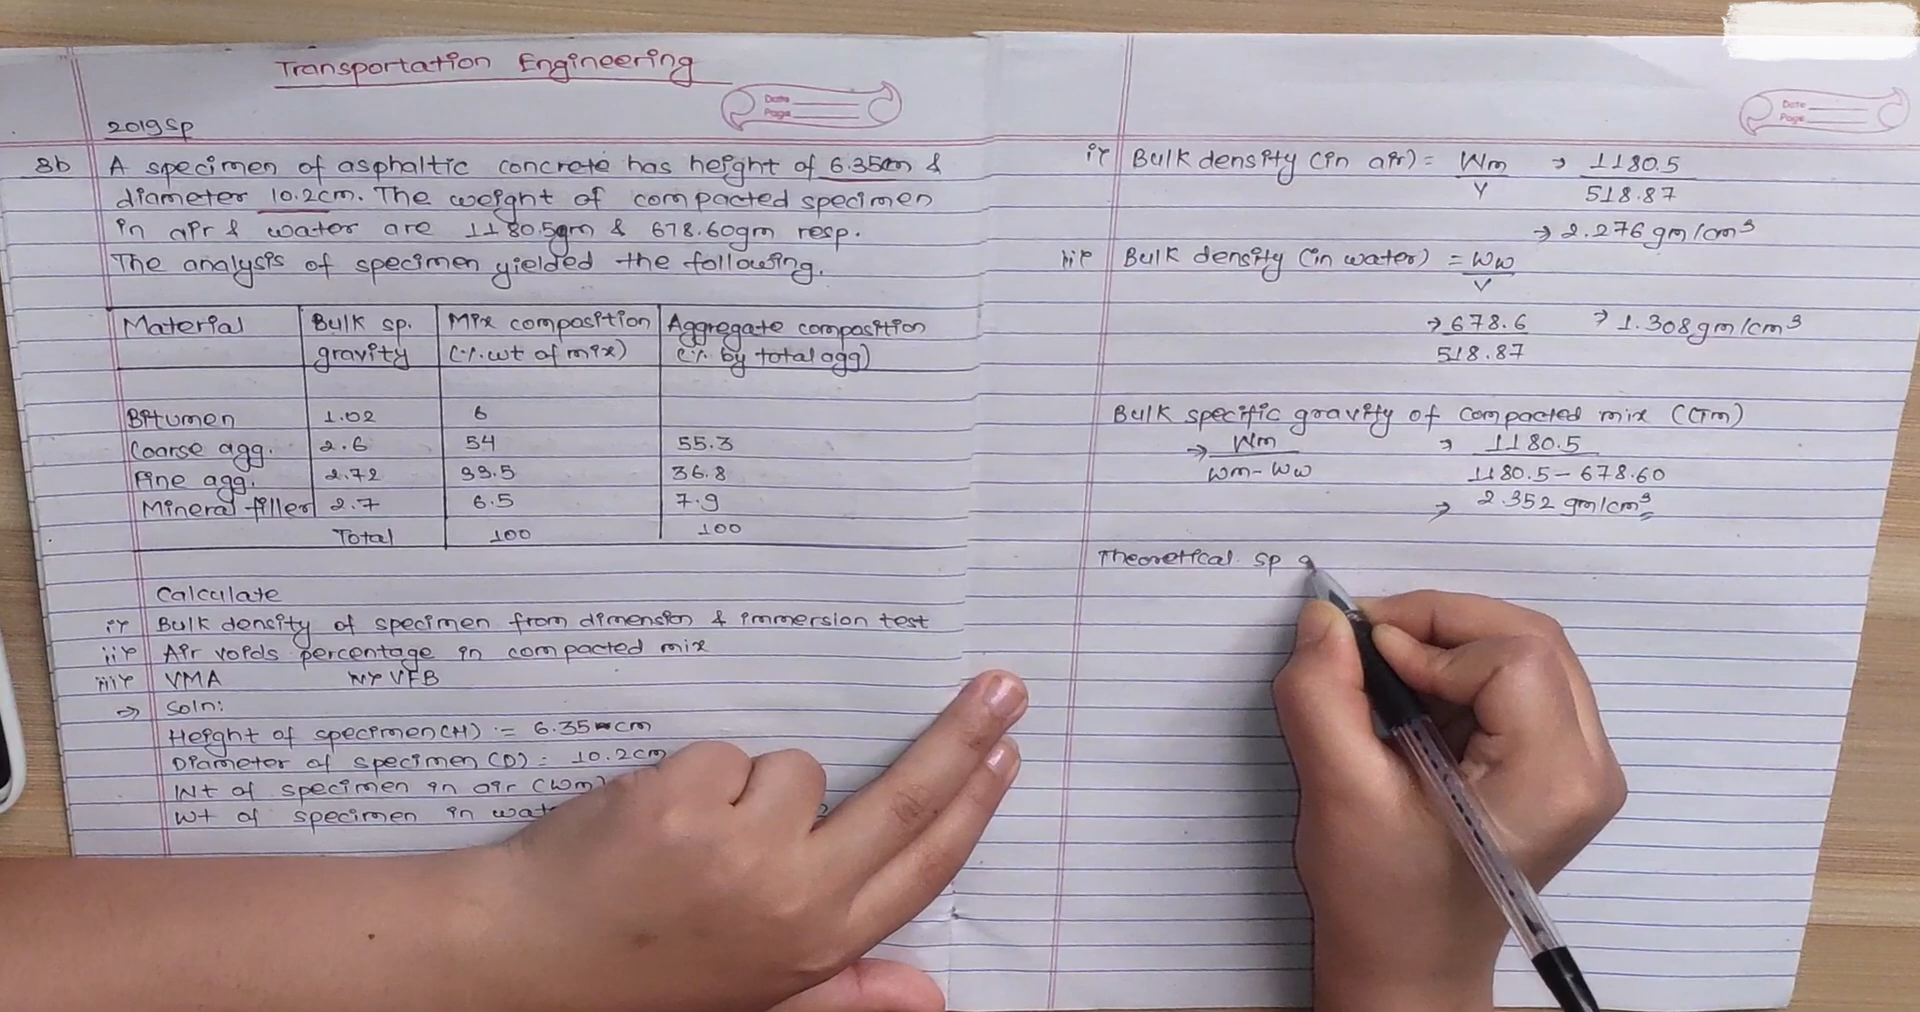 Transportation Engineering
Date
Page
2019 sp
8b A specimen of asphaltic concrete has height of 6.35cm &
diameter 10.2cm. The weight of compacted specimen
in air & water are 1180.5gm & 678.60gm resp.
The analysis of specimen yielded the following.
Material Bulk sp. gravity Mix composition (% wt of mix) Aggregate composition (% by total agg)
Bitumen 1.02 6
Coarse agg. 2.6 54 55.3
Fine agg. 2.72 33.5 36.8
Mineral filler 2.7 6.5 7.9
Total 100 100
Calculate
i) Bulk density of specimen from dimension & immersion test
ii) Air voids percentage in compacted mix
iii) VMA iv) VFB
→ Soln:
Height of specimen (H) = 6.35 cm
Diameter of specimen (D) = 10.2cm
Wt of specimen in air (Wm)
Wt of specimen in wat
Date
Page
i) Bulk density (in air) = Wm / V → 1180.5 / 518.87
→ 2.276 gm/cm³
ii) Bulk density (in water) = Ww / V
→ 678.6 / 518.87 → 1.308 gm/cm³
Bulk specific gravity of compacted mix (Gm)
→ Wm / Wm - Ww → 1180.5 / 1180.5 - 678.60
→ 2.352 gm/cm³
Theoretical sp g